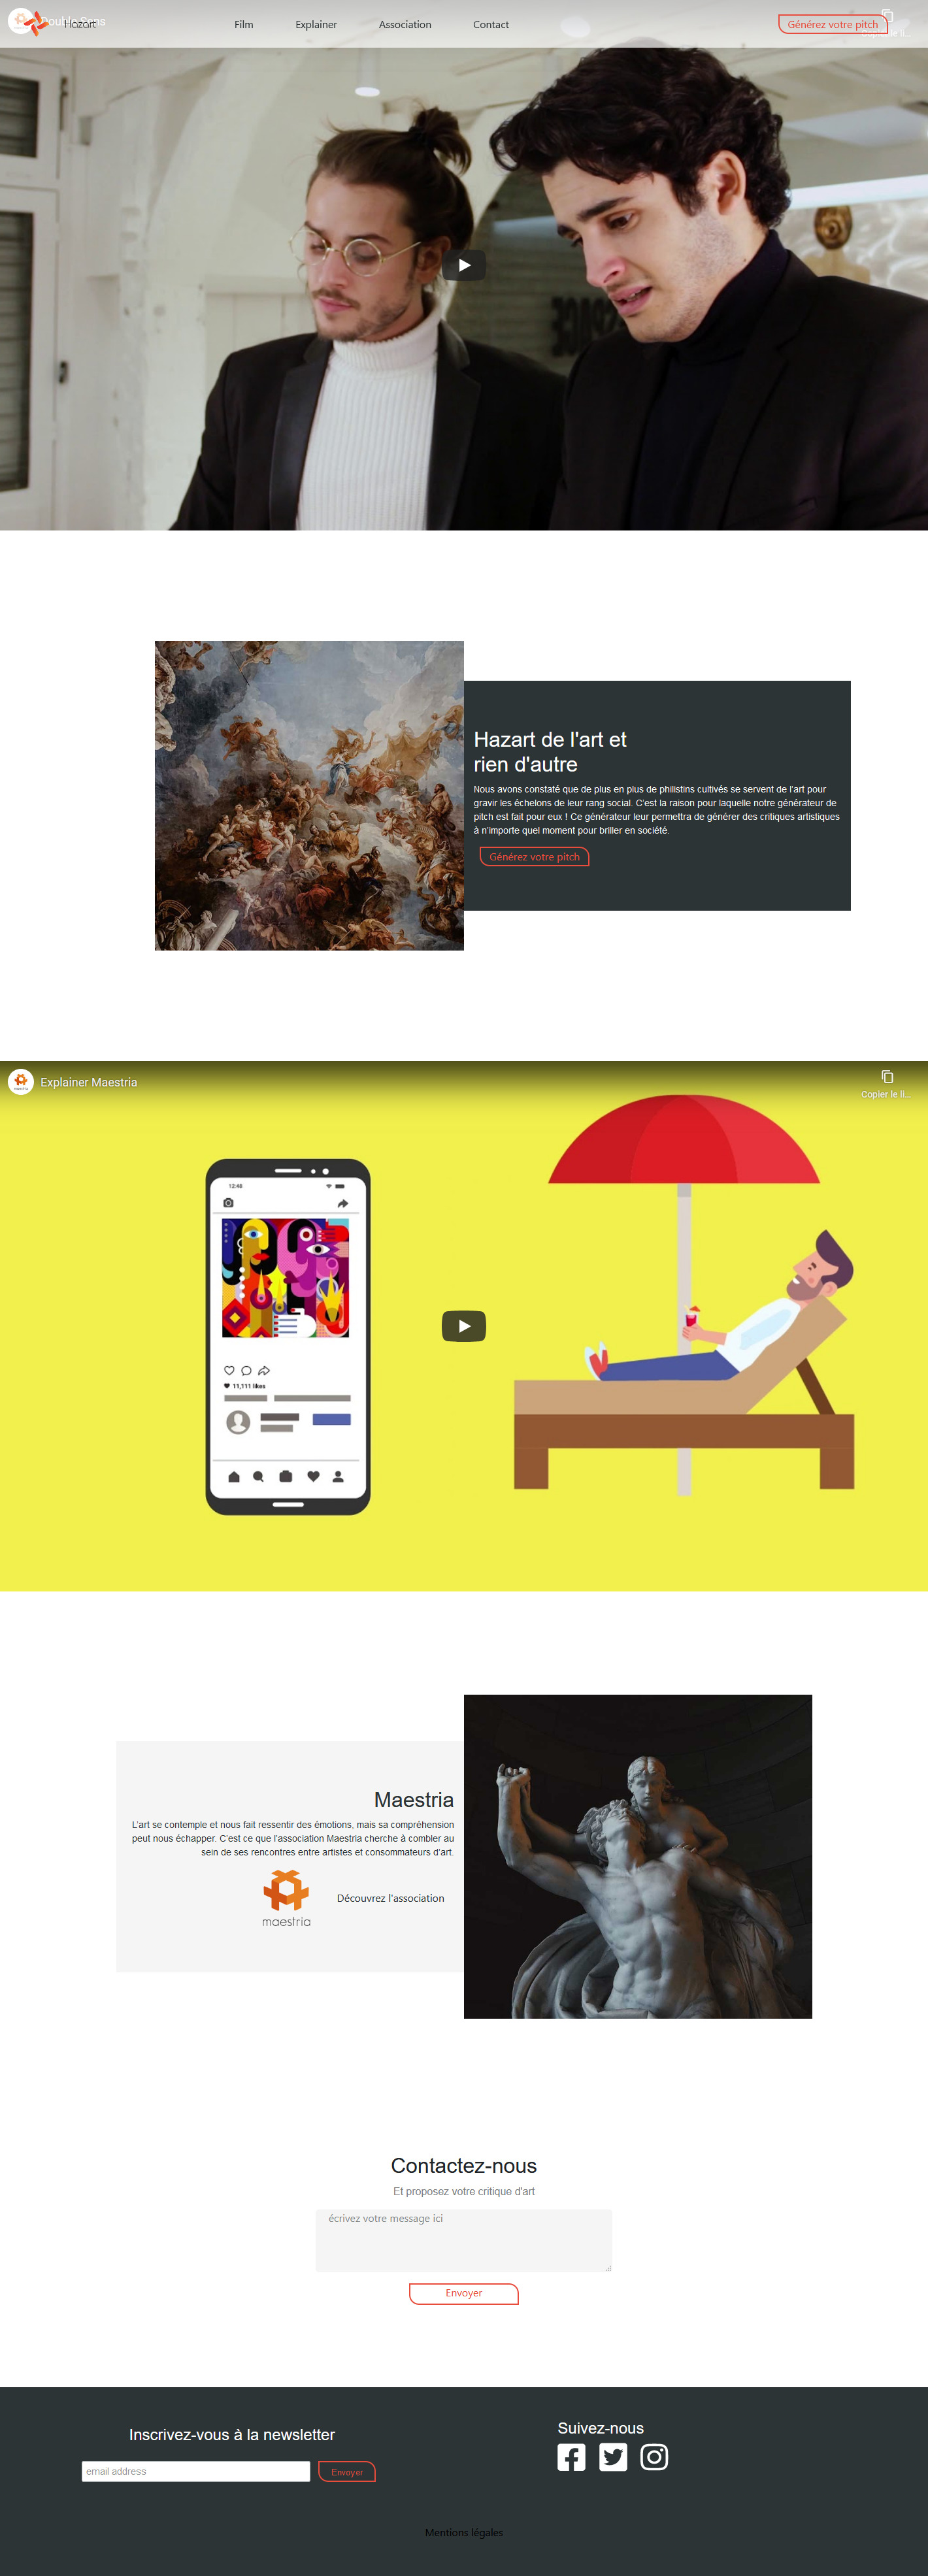 Double Sens
Hazart
Film
Explainer
Association
Contact
Générez votre pitch
Copier le li...
Hazart de l'art et
rien d'autre
Nous avons constaté que de plus en plus de philistins cultivés se servent de l'art pour
gravir les échelons de leur rang social. C'est la raison pour laquelle notre générateur de
pitch est fait pour eux ! Ce générateur leur permettra de générer des critiques artistiques
à n'importe quel moment pour briller en société.
Générez votre pitch
maestria
Explainer Maestria
Copier le li...
12:48
11,111 likes
Maestria
L'art se contemple et nous fait ressentir des émotions, mais sa compréhension
peut nous échapper. C'est ce que l'association Maestria cherche à combler au
sein de ses rencontres entre artistes et consommateurs d'art.
maestria
Découvrez l'association
Contactez-nous
Et proposez votre critique d'art
écrivez votre message ici
Envoyer
Inscrivez-vous à la newsletter
email address
Envoyer
Suivez-nous
Mentions légales